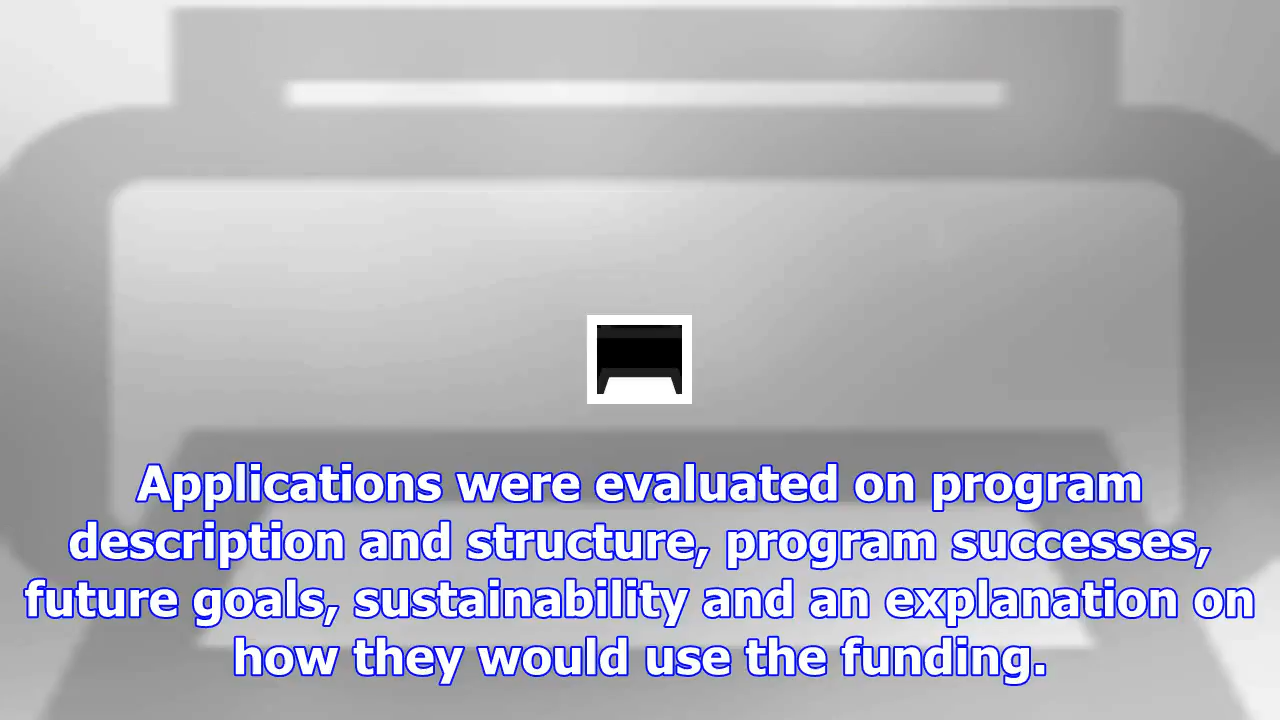 Applications were evaluated on program
description and structure, program successes,
future goals, sustainability and an explanation on
how they would use the funding.